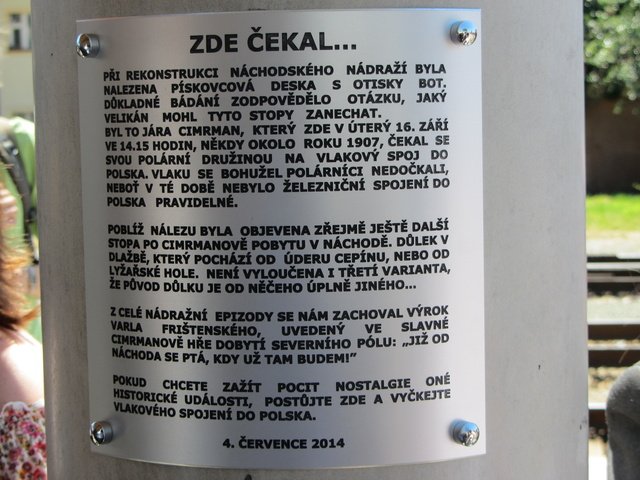 ZDE ČEKAL...
PŘI REKONSTRUKCI NÁCHODSKÉHO NÁDRAŽÍ BYLA
NALEZENA PÍSKOVCOVÁ DESKA S OTISKY BOT.
DŮKLADNÉ BÁDÁNÍ ZODPOVĚDĚLO OTÁZKU, JAKÝ
VELIKÁN MOHL TYTO STOPY ZANECHAT.
BYL TO JÁRA CIMRMAN, KTERÝ ZDE V ÚTERÝ 16. ZÁŘÍ
VE 14.15 HODIN, NĚKDY OKOLO ROKU 1907, ČEKAL SE
SVOU POLÁRNÍ DRUŽINOU NA VLAKOVÝ SPOJ DO
POLSKA. VLAKU SE BOHUŽEL POLÁRNÍCI NEDOČKALI,
NEBOŤ V TÉ DOBĚ NEBYLO ŽELEZNIČNÍ SPOJENÍ DO
POLSKA PRAVIDELNÉ.
POBLÍŽ NÁLEZU BYLA OBJEVENA ZŘEJMĚ JEŠTĚ DALŠÍ
STOPA PO CIMRMANOVĚ POBYTU V NÁCHODĚ. DŮLEK V
DLAŽBĚ, KTERÝ POCHÁZÍ OD ÚDERU CEPÍNU, NEBO OD
LYŽAŘSKÉ HOLE. NENÍ VYLOUČENA I TŘETÍ VARIANTA,
ŽE PŮVOD DŮLKU JE OD NĚČEHO ÚPLNĚ JINÉHO...
Z CELÉ NÁDRAŽNÍ EPIZODY SE NÁM ZACHOVAL VÝROK
VARLA FRIŠTENSKÉHO, UVEDENÝ VE SLAVNÉ
CIMRMANOVĚ HŘE DOBYTÍ SEVERNÍHO PÓLU: „JIŽ OD
NÁCHODA SE PTÁ, KDY UŽ TAM BUDEM!"
POKUD CHCETE ZAŽÍT POCIT NOSTALGIE ONÉ
HISTORICKÉ UDÁLOSTI, POSTŮJTE ZDE A VYČKEJTE
VLAKOVÉHO SPOJENÍ DO POLSKA.
4. ČERVENCE 2014